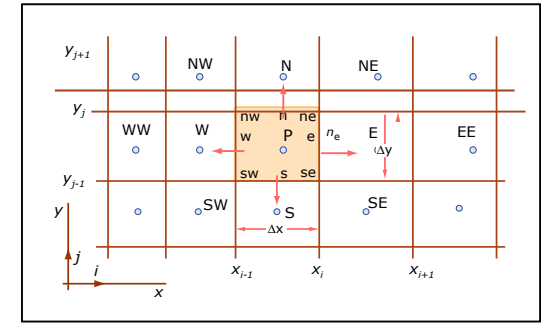 y_{j+1}
NW N NE
y_j nw n ne
WW W w P e n_e E Δy EE
y_{j-1} sw s se
SW S SE
y
Δx
j
i x_{i-1} x_i x_{i+1}
x